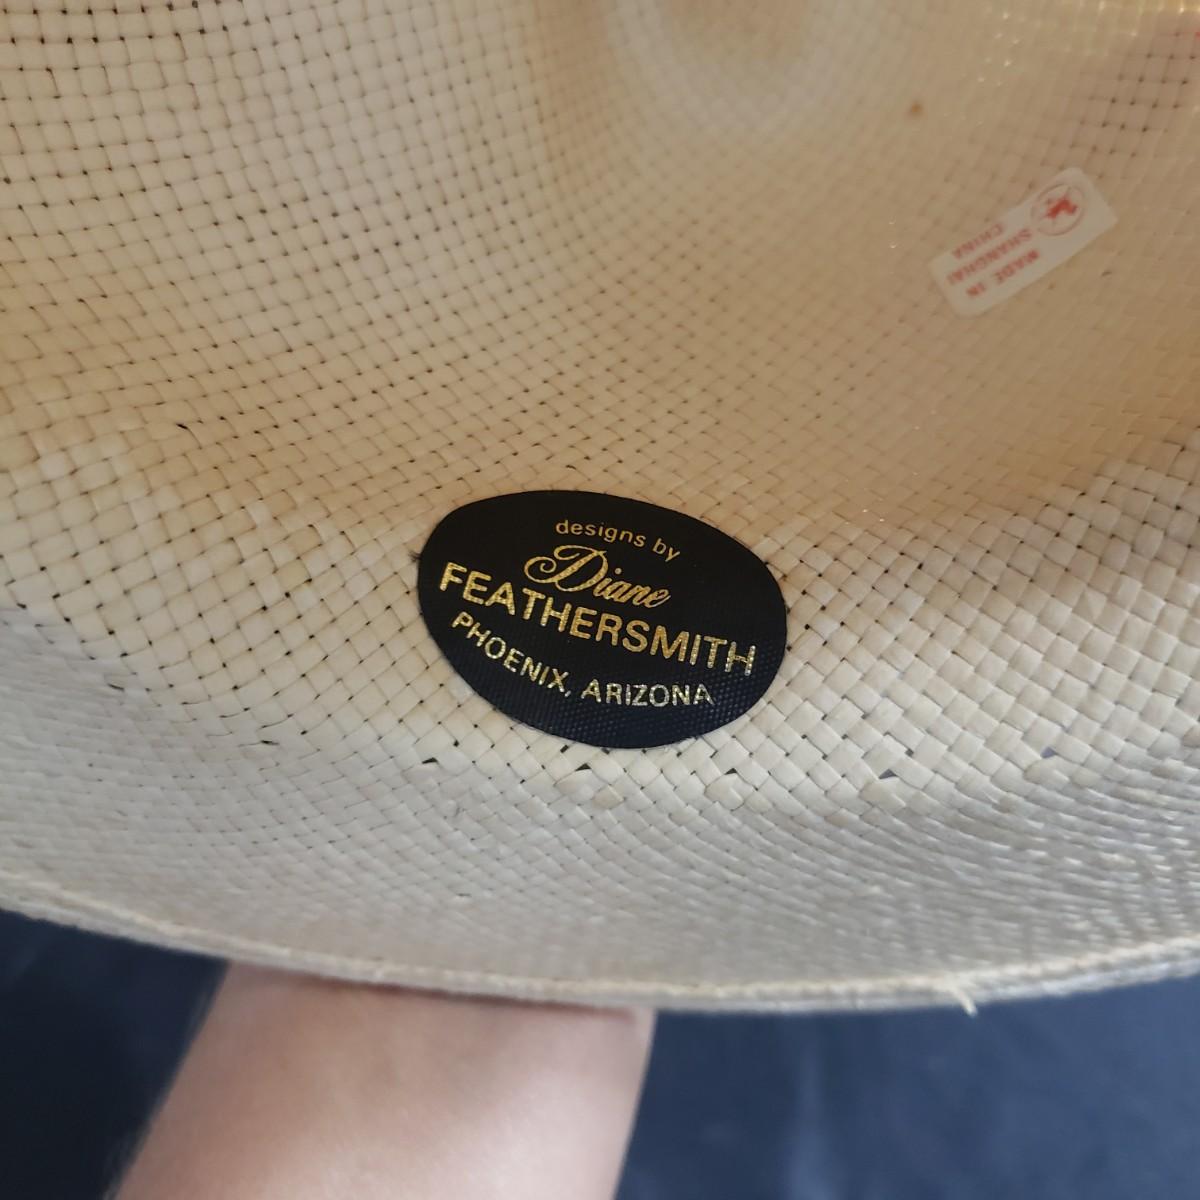 designs by
Diane
FEATHERSMITH
PHOENIX, ARIZONA
MADE IN
SHANGHAI
CHINA